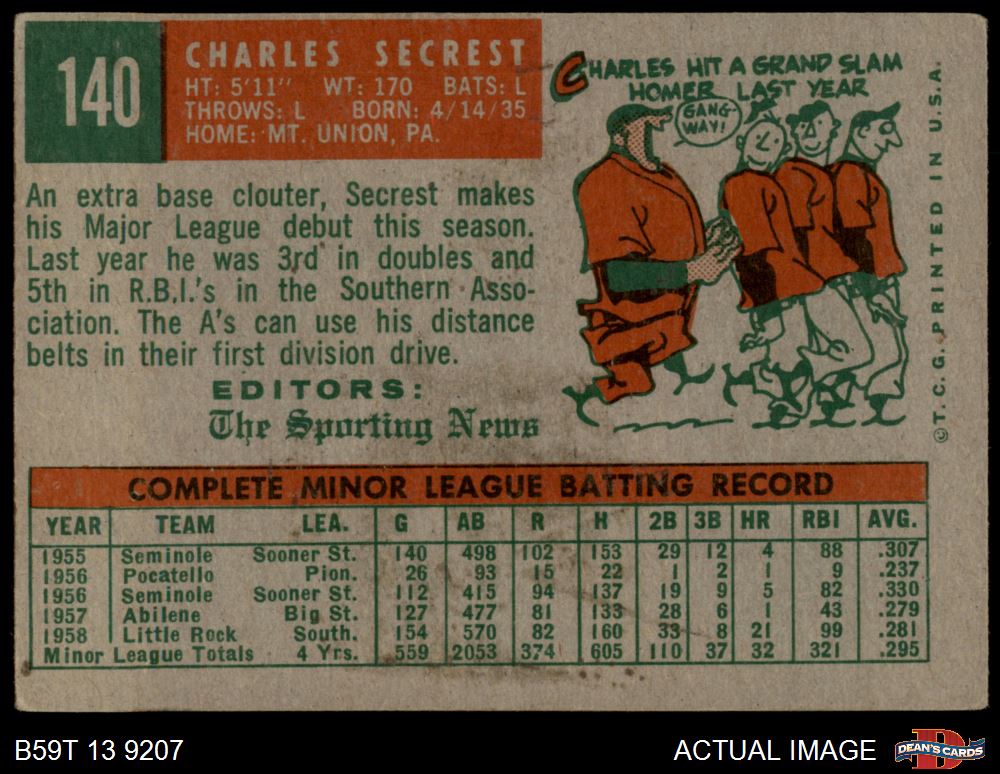 140
CHARLES SECREST
HT: 5'11" WT: 170 BATS: L
THROWS: L BORN: 4/14/35
HOME: MT. UNION, PA.
CHARLES HIT A GRAND SLAM
HOMER LAST YEAR
GANG-
WAY!
An extra base clouter, Secrest makes
his Major League debut this season.
Last year he was 3rd in doubles and
5th in R.B.I.'s in the Southern Asso-
ciation. The A's can use his distance
belts in their first division drive.
EDITORS:
The Sporting News
©T.C.G. PRINTED IN U.S.A.
COMPLETE MINOR LEAGUE BATTING RECORD
YEAR TEAM LEA. G AB R H 2B 3B HR RBI AVG.
1955 Seminole Sooner St. 140 498 102 153 29 12 4 88 .307
1956 Pocatello Pion. 26 93 15 22 1 2 1 9 .237
1956 Seminole Sooner St. 112 415 94 137 19 9 5 82 .330
1957 Abilene Big St. 127 477 81 133 28 6 1 43 .279
1958 Little Rock South. 154 570 82 160 33 8 21 99 .281
Minor League Totals 4 Yrs. 559 2053 374 605 110 37 32 321 .295
B59T 13 9207
ACTUAL IMAGE
D
DEAN'S CARDS